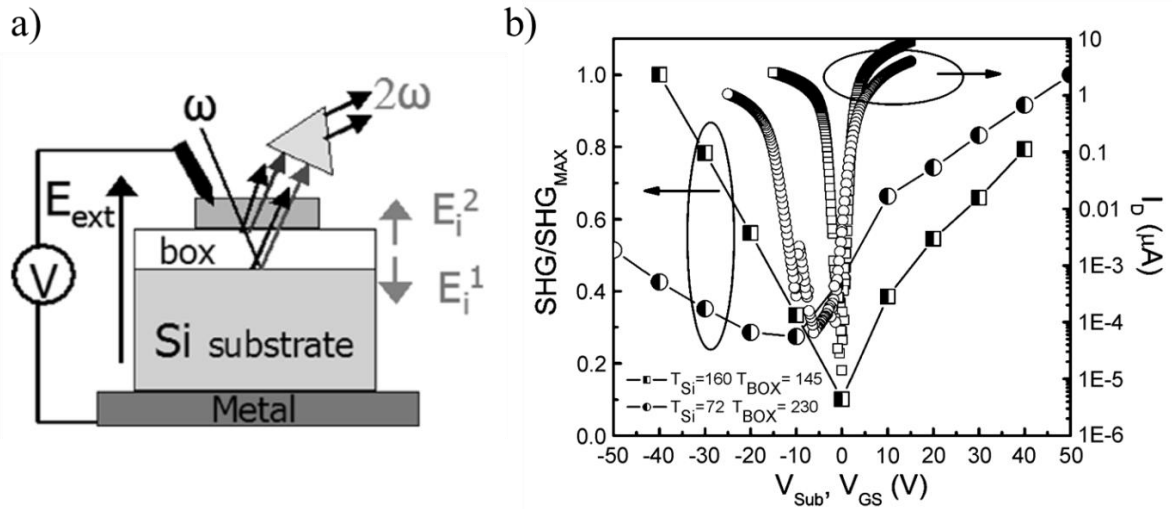 a)
ω
2ω
E_ext
E_i^2
box
V
E_i^1
Si substrate
Metal
b)
SHG/SHG_MAX
1.0
0.8
0.6
0.4
0.2
0.0
10
1
0.1
0.01
1E-3
1E-4
1E-5
1E-6
I_D (μA)
T_Si=160 T_BOX=145
T_Si=72 T_BOX=230
-50 -40 -30 -20 -10 0 10 20 30 40 50
V_Sub, V_GS (V)